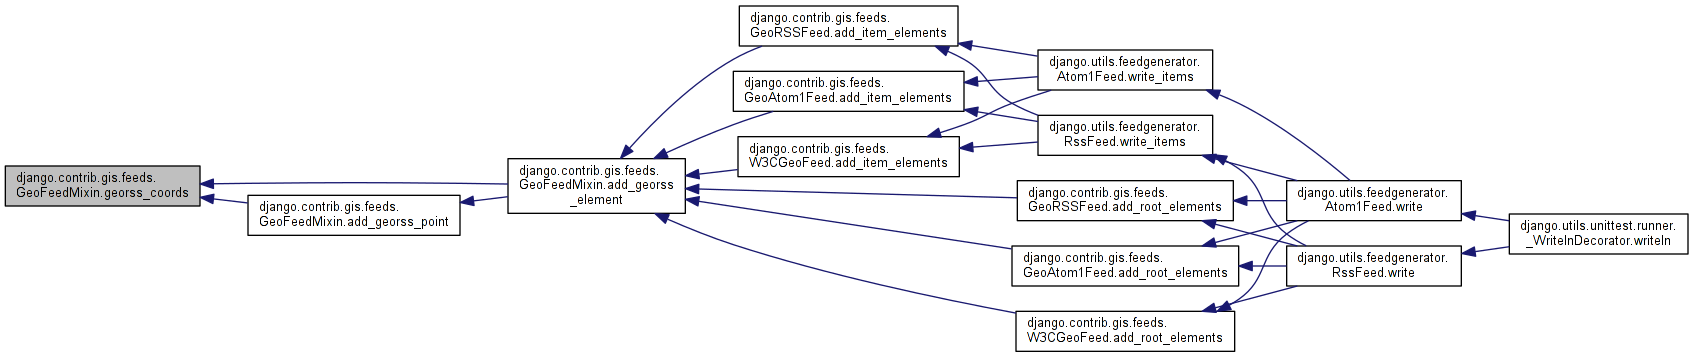 django.contrib.gis.feeds.
GeoFeedMixin.georss_coords
django.contrib.gis.feeds.
GeoFeedMixin.add_georss_point
django.contrib.gis.feeds.
GeoFeedMixin.add_georss
_element
django.contrib.gis.feeds.
GeoRSSFeed.add_item_elements
django.contrib.gis.feeds.
GeoAtom1Feed.add_item_elements
django.contrib.gis.feeds.
W3CGeoFeed.add_item_elements
django.contrib.gis.feeds.
GeoRSSFeed.add_root_elements
django.contrib.gis.feeds.
GeoAtom1Feed.add_root_elements
django.contrib.gis.feeds.
W3CGeoFeed.add_root_elements
django.utils.feedgenerator.
Atom1Feed.write_items
django.utils.feedgenerator.
RssFeed.write_items
django.utils.feedgenerator.
Atom1Feed.write
django.utils.feedgenerator.
RssFeed.write
django.utils.unittest.runner.
_WritelnDecorator.writeln